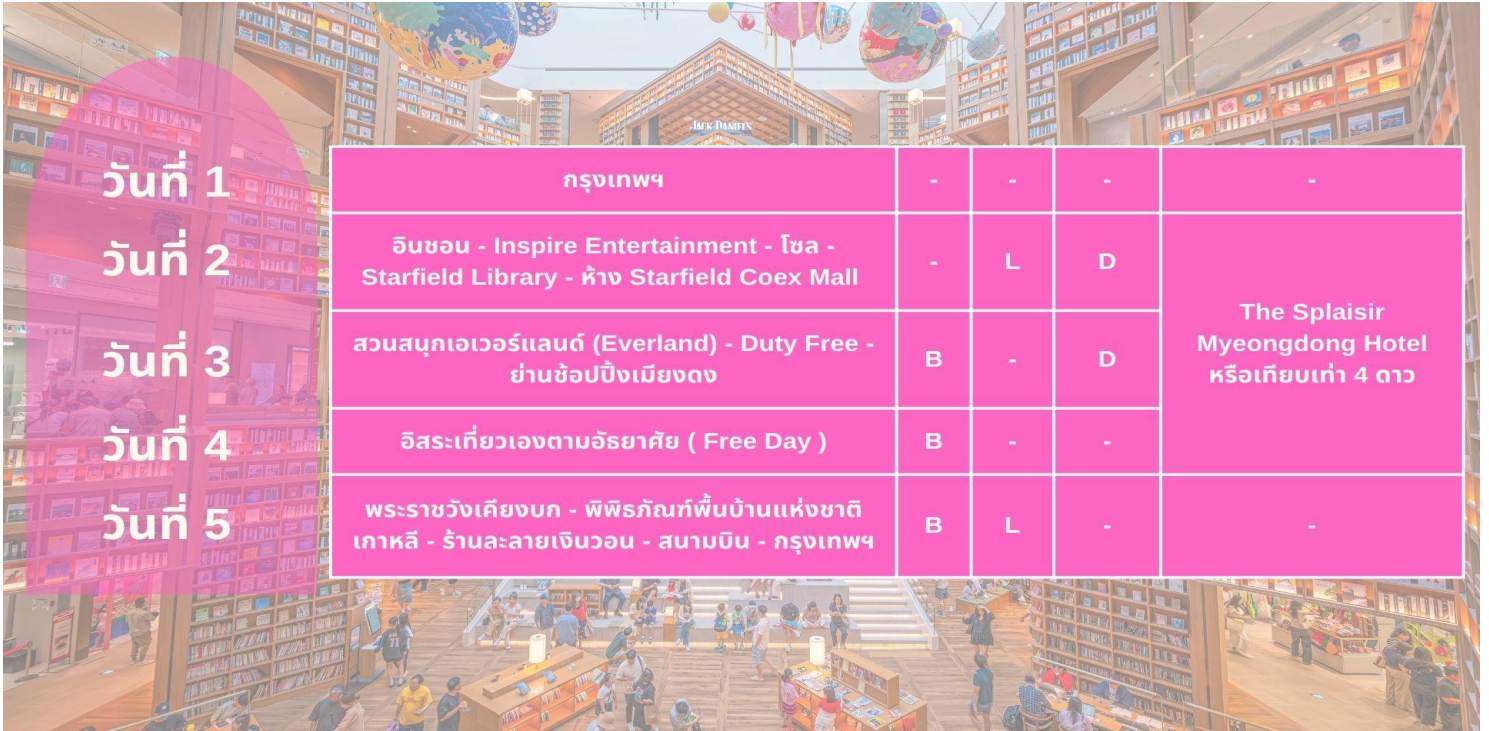 JACK DANIEL'S
วันที่ 1
กรุงเทพฯ
-
-
-
-
วันที่ 2
อินชอน - Inspire Entertainment - โซล -
Starfield Library - ห้าง Starfield Coex Mall
-
L
D
The Splaisir
Myeongdong Hotel
หรือเทียบเท่า 4 ดาว
วันที่ 3
สวนสนุกเอเวอร์แลนด์ (Everland) - Duty Free -
ย่านช้อปปิ้งเมียงดง
B
-
D
วันที่ 4
อิสระเที่ยวเองตามอัธยาศัย ( Free Day )
B
-
-
วันที่ 5
พระราชวังเคียงบก - พิพิธภัณฑ์พื้นบ้านแห่งชาติ
เกาหลี - ร้านละลายเงินวอน - สนามบิน - กรุงเทพฯ
B
L
-
-